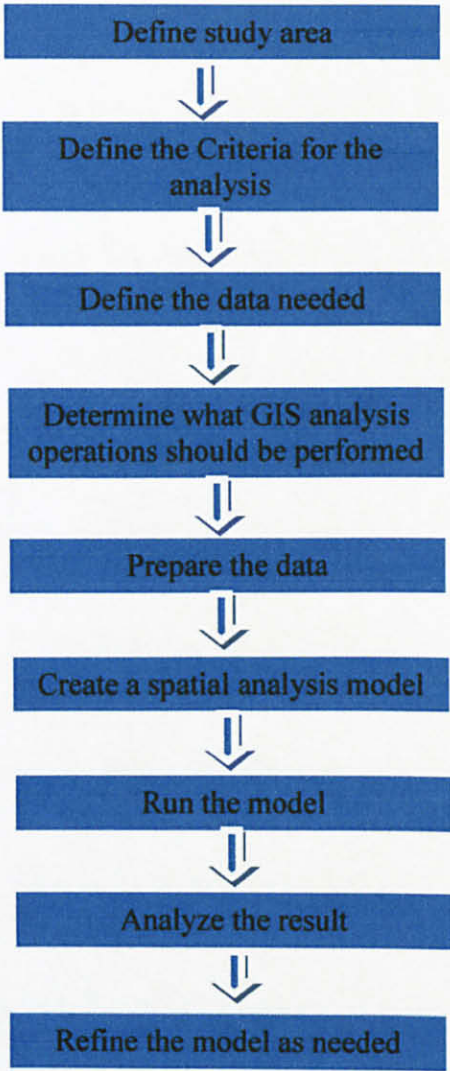 Define study area
Define the Criteria for the
analysis
Define the data needed
Determine what GIS analysis
operations should be performed
Prepare the data
Create a spatial analysis model
Run the model
Analyze the result
Refine the model as needed